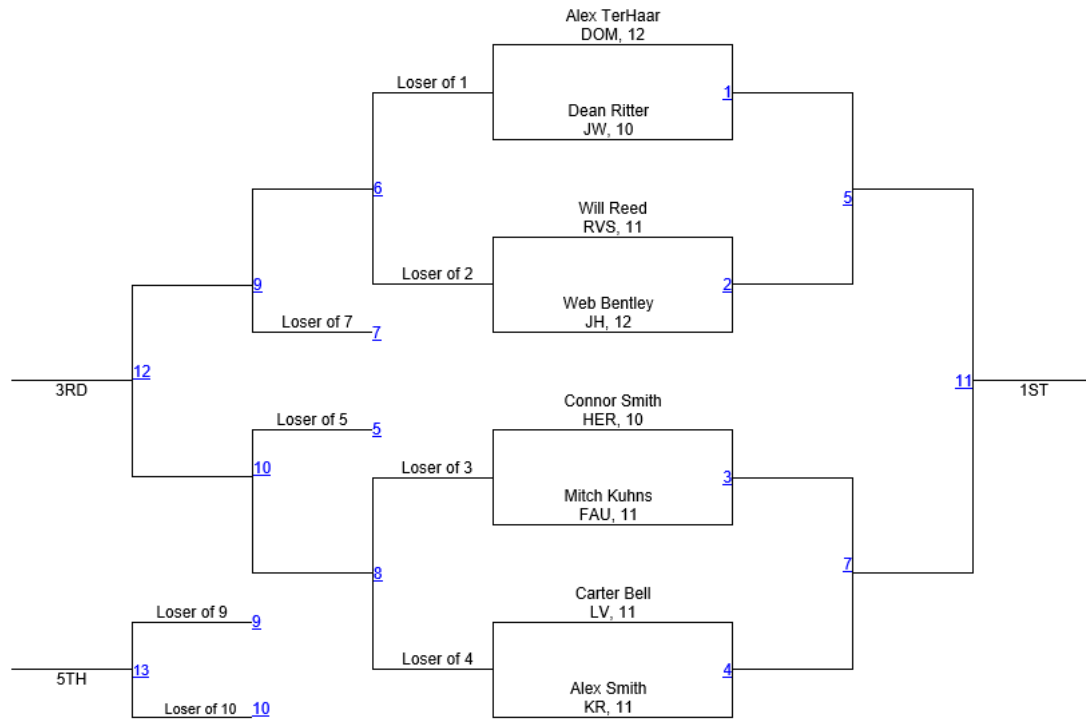 Alex TerHaar
DOM, 12
Loser of 1
1
Dean Ritter
JW, 10
6
5
Will Reed
RVS, 11
Loser of 2
9
2
Web Bentley
JH, 12
Loser of 7
7
12
11
3RD
1ST
Connor Smith
HER, 10
Loser of 5
5
10
Loser of 3
3
Mitch Kuhns
FAU, 11
8
7
Carter Bell
LV, 11
Loser of 9
9
Loser of 4
13
4
5TH
Alex Smith
KR, 11
Loser of 10
10